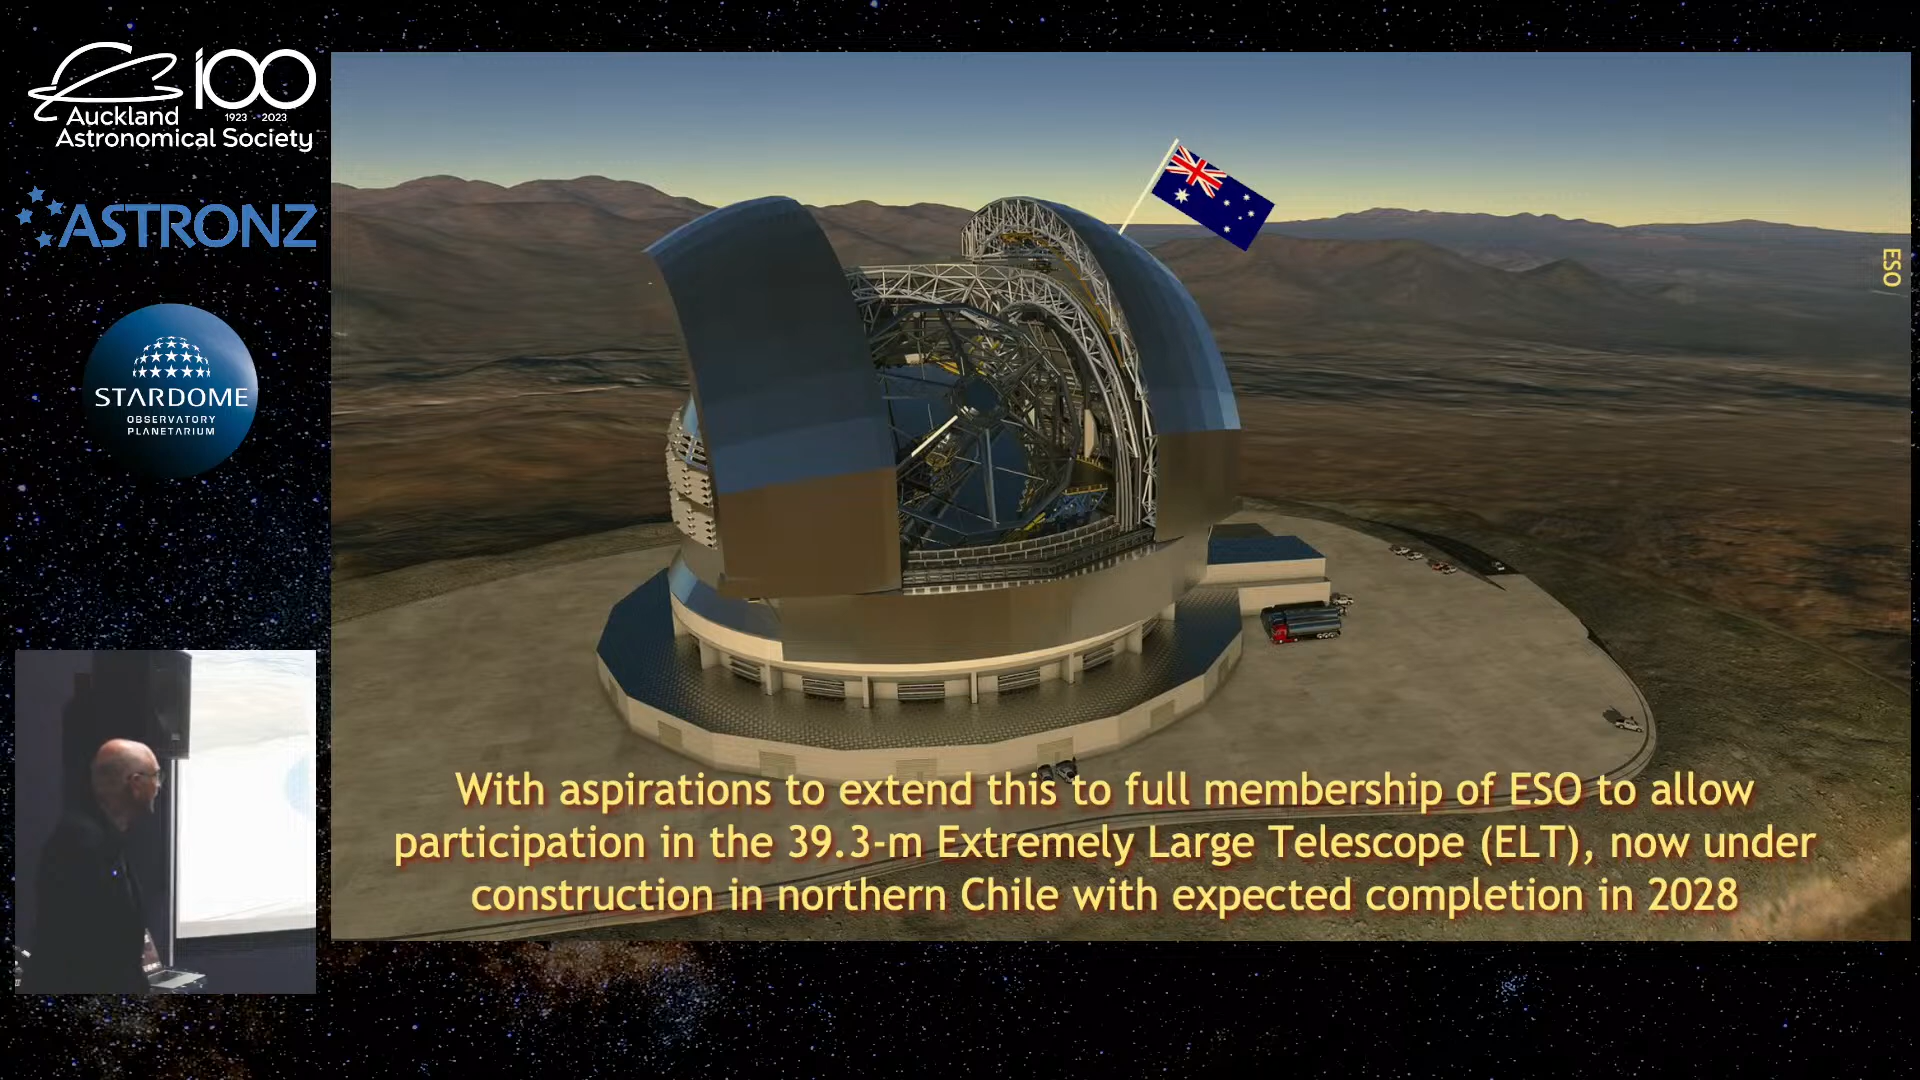 100
1923 - 2023
Auckland
Astronomical Society
ASTRONZ
STARDOME
OBSERVATORY
PLANETARIUM
ESO
With aspirations to extend this to full membership of ESO to allow
participation in the 39.3-m Extremely Large Telescope (ELT), now under
construction in northern Chile with expected completion in 2028